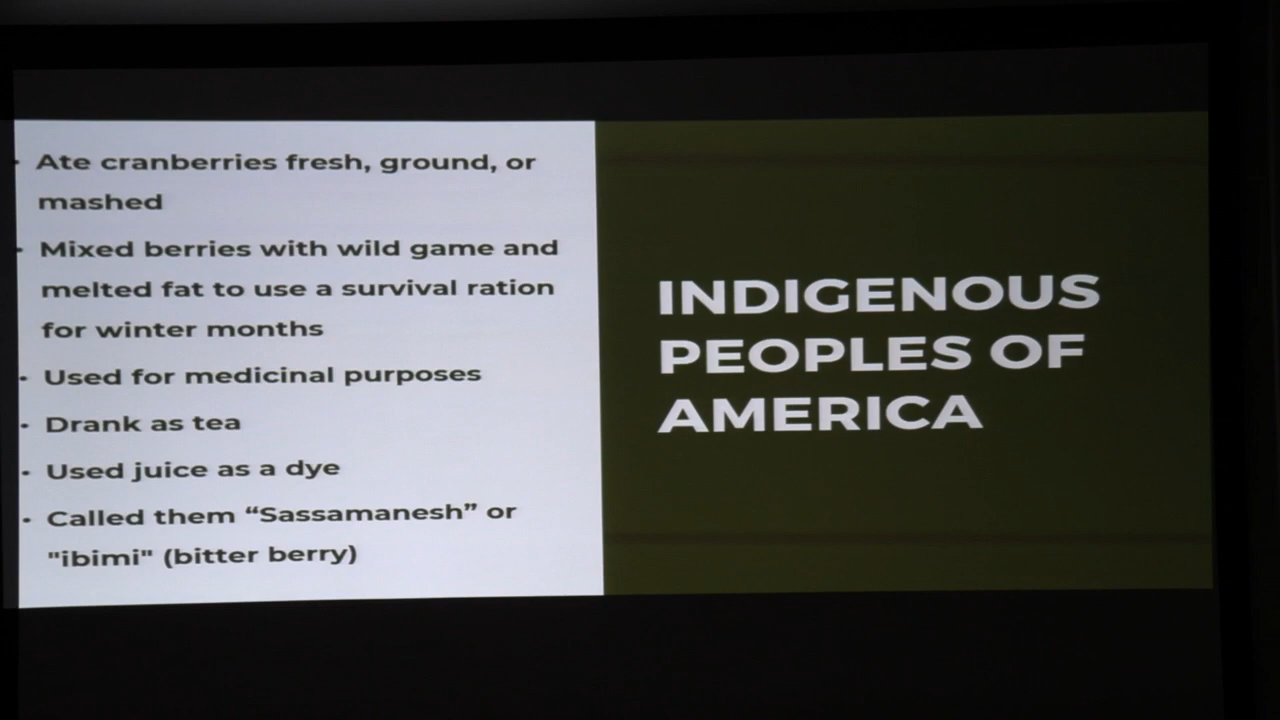 • Ate cranberries fresh, ground, or
mashed
• Mixed berries with wild game and
melted fat to use a survival ration
for winter months
• Used for medicinal purposes
• Drank as tea
• Used juice as a dye
• Called them “Sassamanesh” or
"ibimi" (bitter berry)
INDIGENOUS
PEOPLES OF
AMERICA